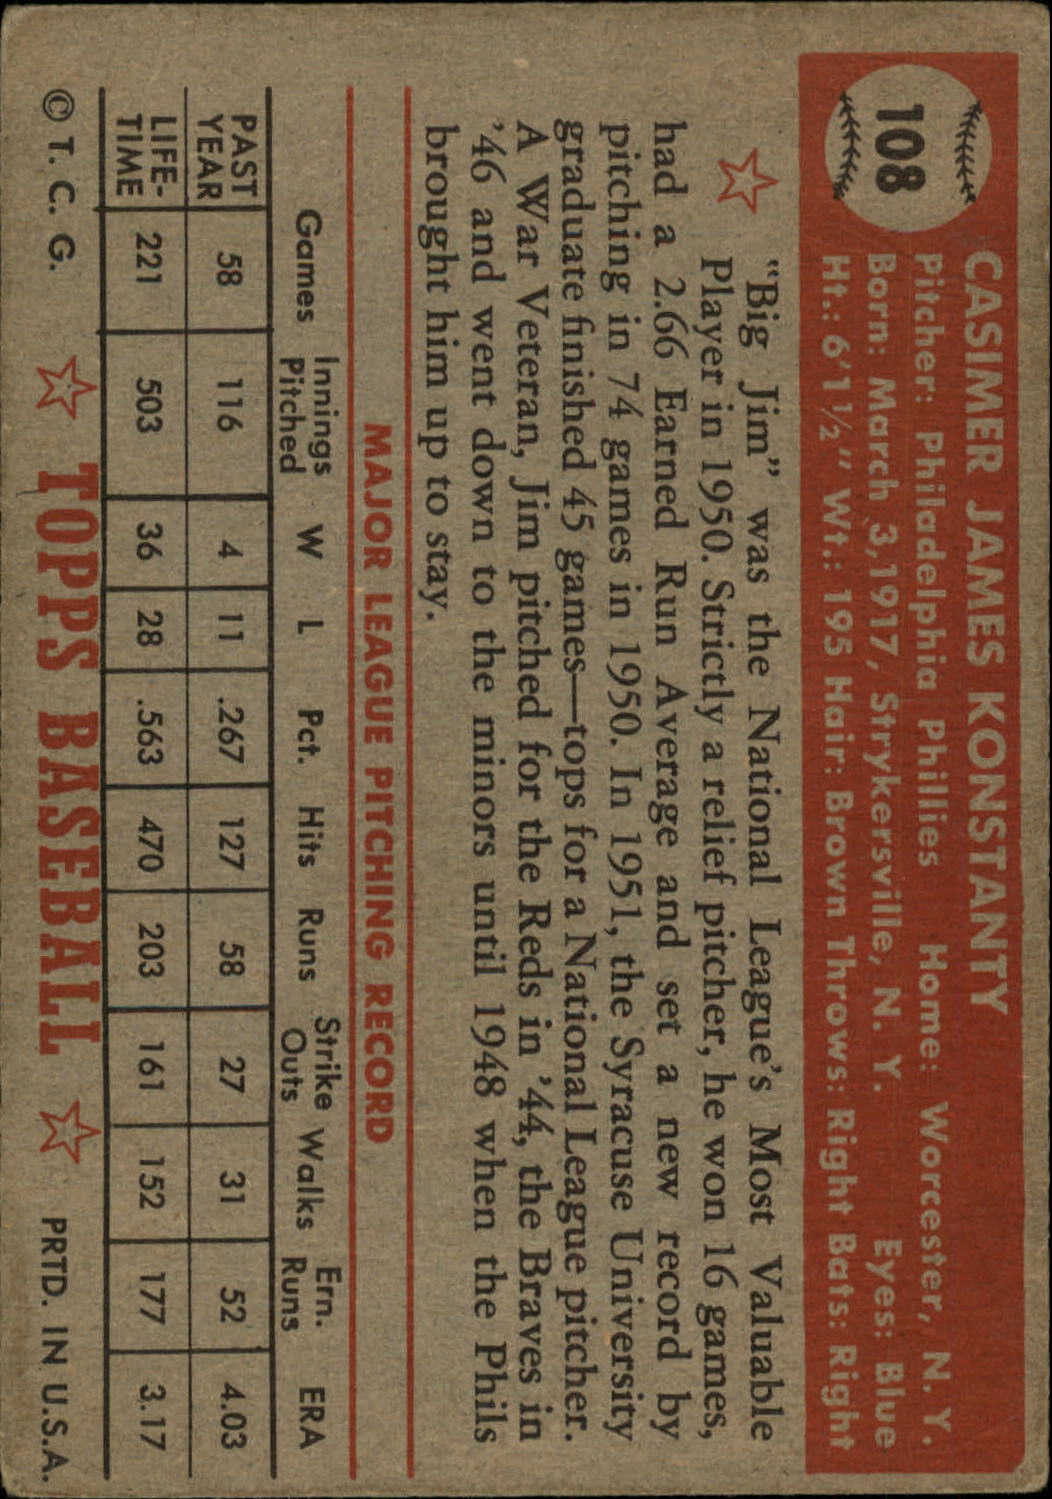 108
CASIMER JAMES KONSTANTY
Pitcher: Philadelphia Phillies Home: Worcester, N. Y.
Born: March 3, 1917, Strykersville, N. Y. Eyes: Blue
Ht.: 6'1½" Wt.: 195 Hair: Brown Throws: Right Bats: Right
"Big Jim" was the National League's Most Valuable
Player in 1950. Strictly a relief pitcher, he won 16 games,
had a 2.66 Earned Run Average and set a new record by
pitching in 74 games in 1950. In 1951, the Syracuse University
graduate finished 45 games—tops for a National League pitcher.
A War Veteran, Jim pitched for the Reds in '44, the Braves in
'46 and went down to the minors until 1948 when the Phils
brought him up to stay.
MAJOR LEAGUE PITCHING RECORD
Games Innings Pitched W L Pct. Hits Runs Strike Outs Walks Ern. Runs ERA
PAST YEAR 58 116 4 11 .267 127 58 27 31 52 4.03
LIFE-TIME 221 503 36 28 .563 470 203 161 152 177 3.17
© T. C. G. TOPPS BASEBALL PRTD. IN U.S.A.